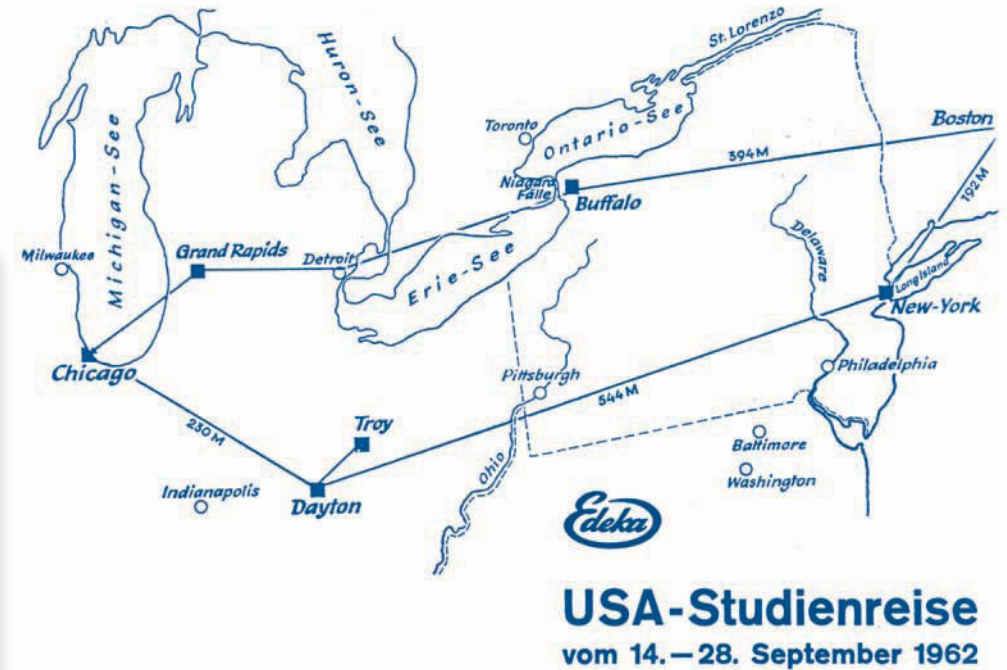 St. Lorenzo
Huron-See
Boston
Toronto
Ontario-See
Michigan-See
394M
Niagara
Fälle
Buffalo
192M
Delaware
Grand Rapids
Milwaukee
Detroit
Erie-See
Long Island
New-York
Chicago
Philadelphia
Pittsburgh
544M
Troy
230M
Baltimore
Ohio
Washington
Indianapolis
Dayton
Edeka
USA-Studienreise
vom 14.—28. September 1962